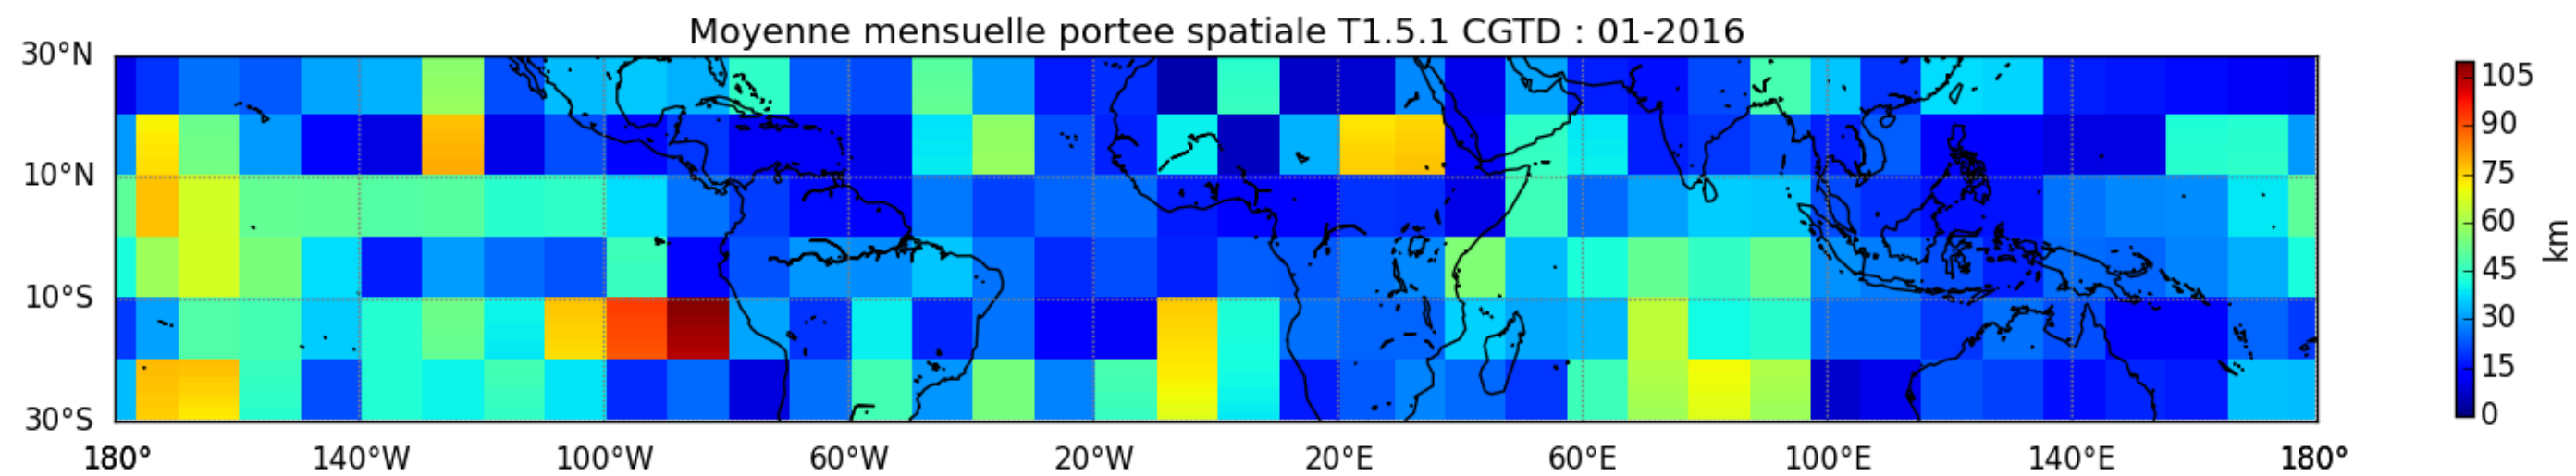 Moyenne mensuelle portee spatiale T1.5.1 CGTD : 01-2016
30°N
10°N
10°S
30°S
180° 140°W 100°W 60°W 20°W 20°E 60°E 100°E 140°E 180°
105
90
75
60
45
30
15
0
km